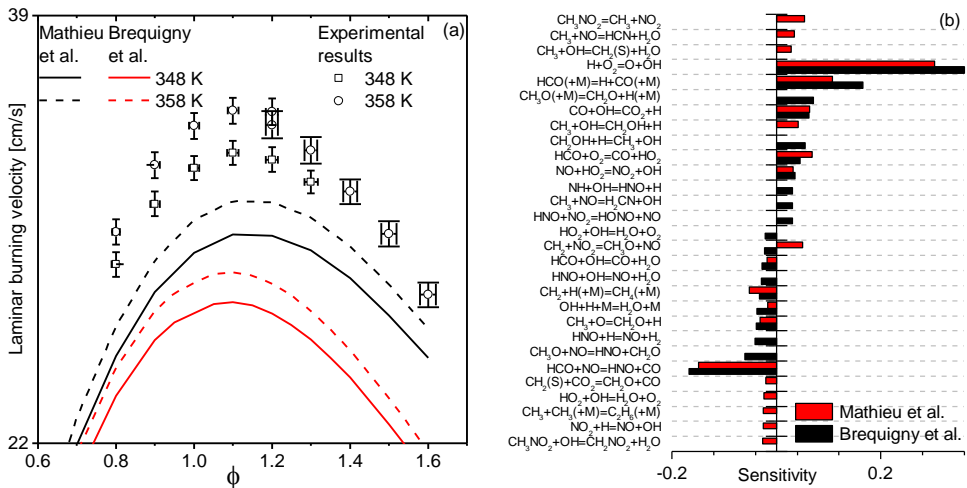 39
(a)
Mathieu et al.
Brequigny et al.
Experimental results
348 K
348 K
358 K
358 K
Laminar burning velocity [cm/s]
22
0.6 0.8 1.0 1.2 1.4 1.6
ϕ
(b)
CH₃NO₂=CH₃+NO₂
CH₃+NO=HCN+H₂O
CH₃+OH=CH₂(S)+H₂O
H+O₂=O+OH
HCO(+M)=H+CO(+M)
CH₃O(+M)=CH₂O+H(+M)
CO+OH=CO₂+H
CH₃+OH=CH₂OH+H
CH₂OH+H=CH₃+OH
HCO+O₂=CO+HO₂
NO+HO₂=NO₂+OH
NH+OH=HNO+H
CH₃+NO=H₂CN+OH
HNO+NO₂=HONO+NO
HO₂+OH=H₂O+O₂
CH₃+NO₂=CH₃O+NO
HCO+OH=CO+H₂O
HNO+OH=NO+H₂O
CH₃+H(+M)=CH₄(+M)
OH+H+M=H₂O+M
CH₃+O=CH₂O+H
HNO+H=NO+H₂
CH₃O+NO=HNO+CH₂O
HCO+NO=HNO+CO
CH₂(S)+CO₂=CH₂O+CO
HO₂+OH=H₂O+O₂
CH₃+CH₃(+M)=C₂H₆(+M)
NO₂+H=NO+OH
CH₃NO₂+OH=CH₂NO₂+H₂O
Mathieu et al.
Brequigny et al.
-0.2 0.2
Sensitivity